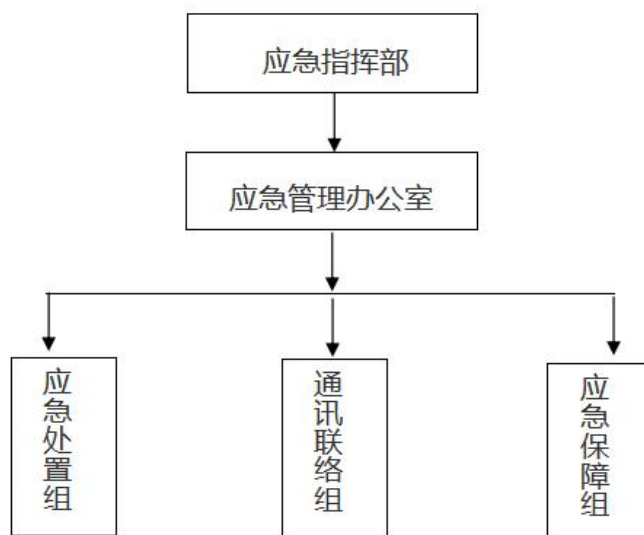 应急指挥部
应急管理办公室
应急处置组
通讯联络组
应急保障组